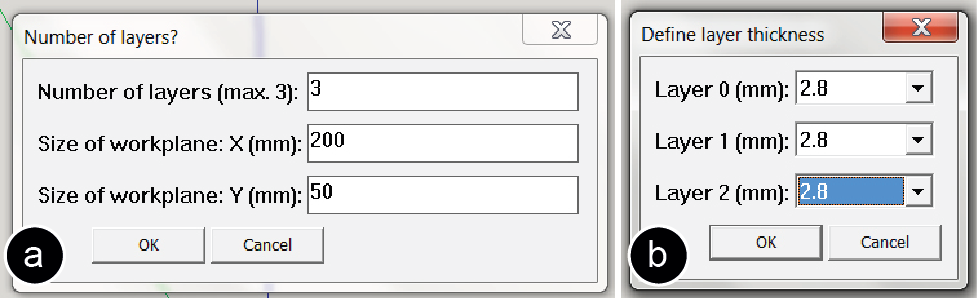 Number of layers?
Number of layers (max. 3): 3
Size of workplane: X (mm): 200
Size of workplane: Y (mm): 50
OK Cancel
a
Define layer thickness
Layer 0 (mm): 2.8
Layer 1 (mm): 2.8
Layer 2 (mm): 2.8
OK Cancel
b